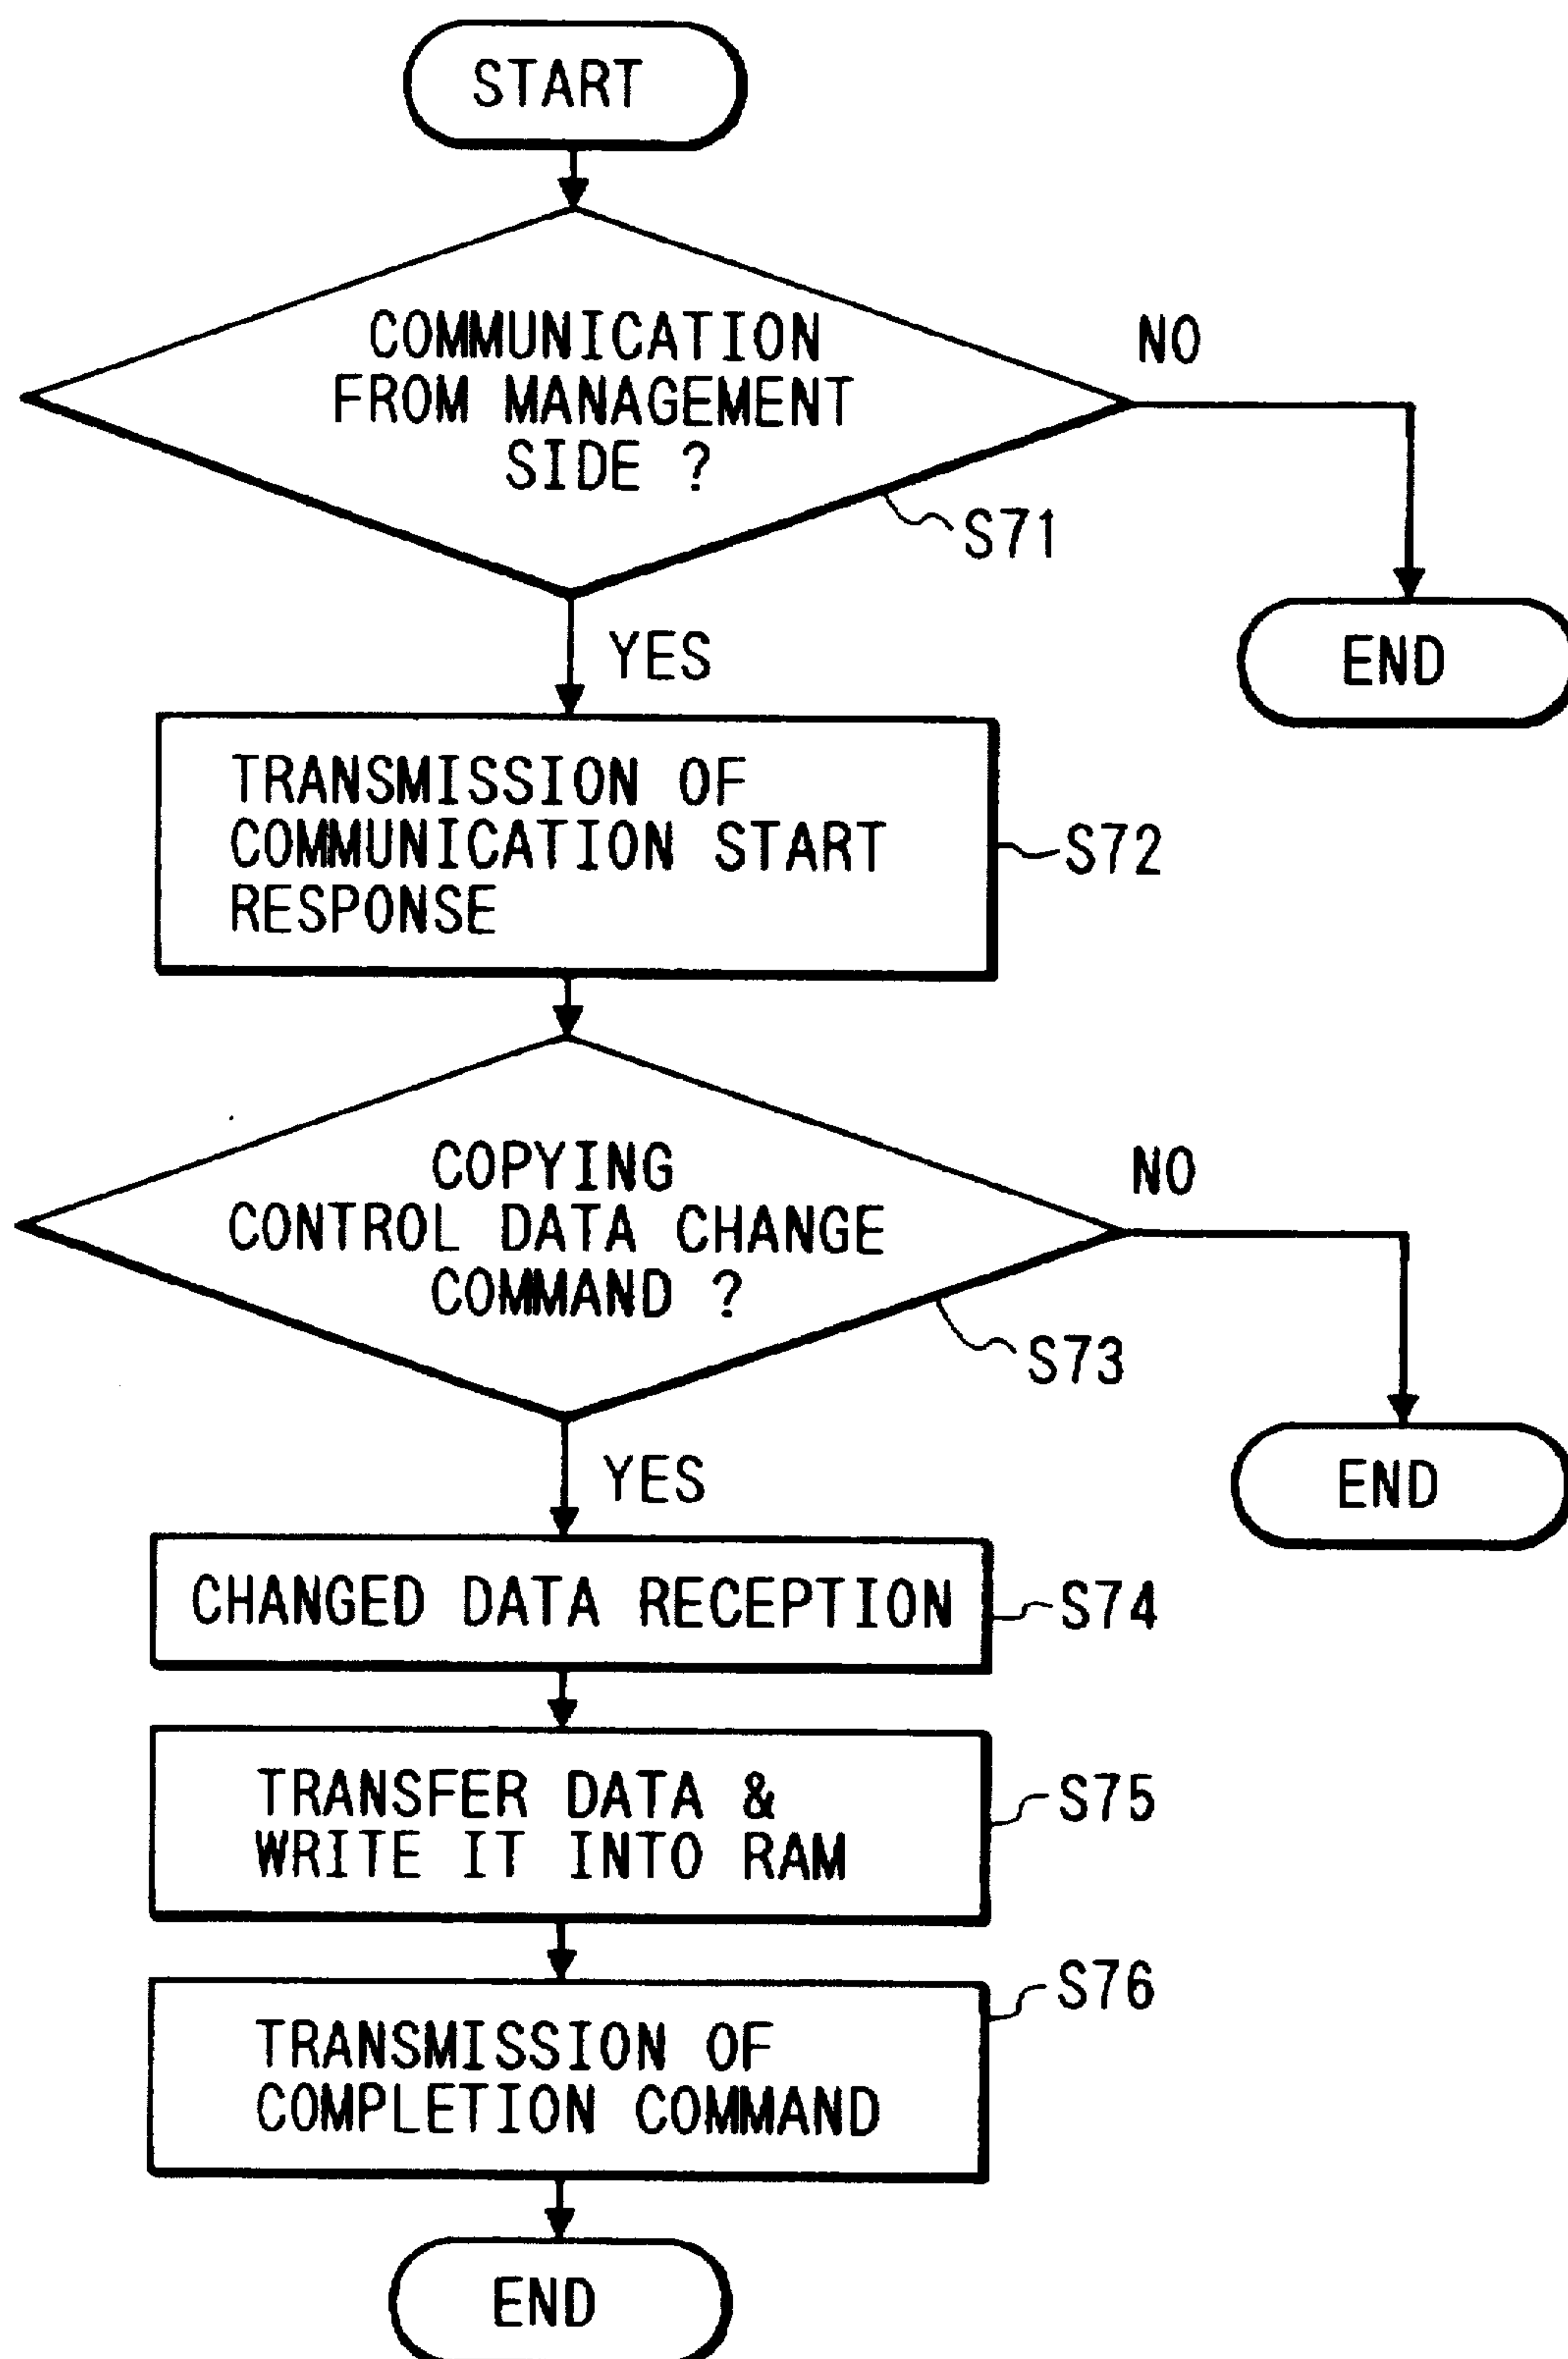 START
COMMUNICATION
FROM MANAGEMENT
SIDE ?
NO
S71
END
YES
TRANSMISSION OF
COMMUNICATION START
RESPONSE
S72
COPYING
CONTROL DATA CHANGE
COMMAND ?
NO
S73
END
YES
CHANGED DATA RECEPTION
S74
TRANSFER DATA &
WRITE IT INTO RAM
S75
TRANSMISSION OF
COMPLETION COMMAND
S76
END